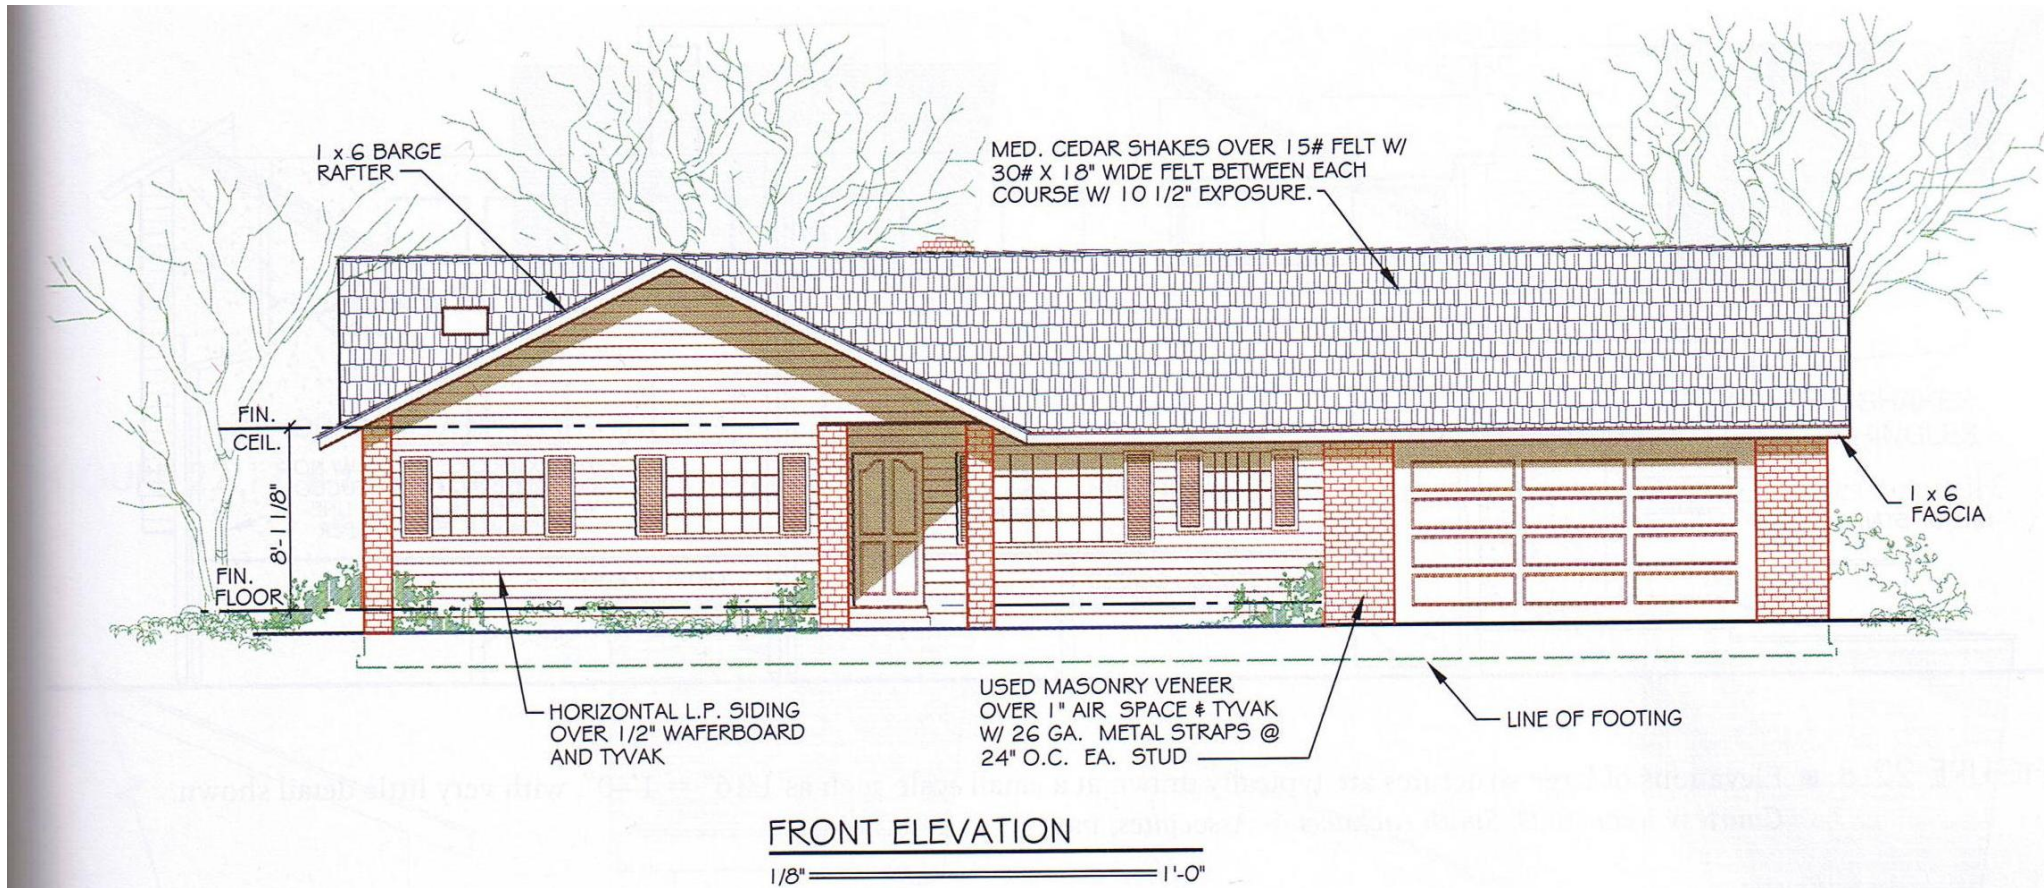 1 x 6 BARGE
RAFTER
MED. CEDAR SHAKES OVER 15# FELT W/
30# X 18" WIDE FELT BETWEEN EACH
COURSE W/ 10 1/2" EXPOSURE.
FIN.
CEIL.
8'- 1 1/8"
FIN.
FLOOR
1 x 6
FASCIA
HORIZONTAL L.P. SIDING
OVER 1/2" WAFERBOARD
AND TYVAK
USED MASONRY VENEER
OVER 1" AIR SPACE & TYVAK
W/ 26 GA. METAL STRAPS @
24" O.C. EA. STUD
LINE OF FOOTING
FRONT ELEVATION
1/8" 1'-0"